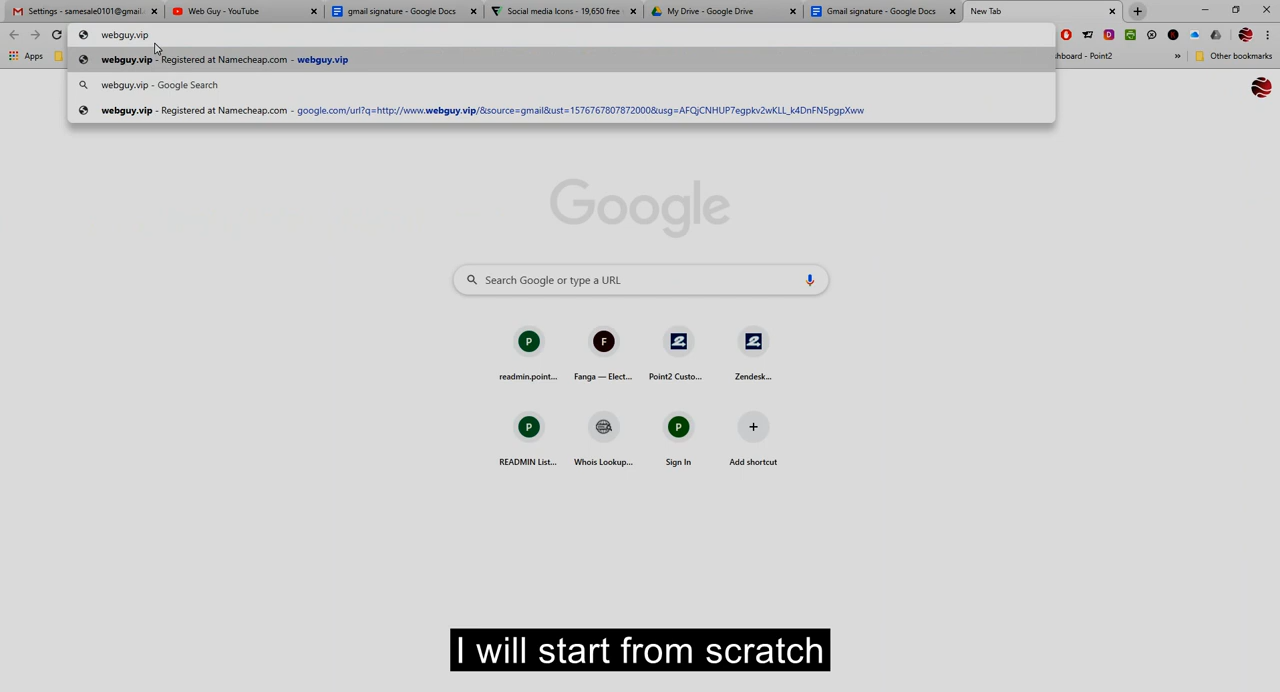 Settings - samesale0101@gmail.
Web Guy - YouTube
gmail signature - Google Docs
Social media Icons - 19,650 free
My Drive - Google Drive
Gmail signature - Google Docs
New Tab
webguy.vip
Apps
webguy.vip - Registered at Namecheap.com - webguy.vip
hboard - Point2
»
Other bookmarks
webguy.vip - Google Search
webguy.vip - Registered at Namecheap.com - google.com/url?q=http://www.webguy.vip/&source=gmail&ust=1576767807872000&usg=AFQjCNHUP7egpkv2wKLL_k4DnFN5pgpXww
Google
Search Google or type a URL
P
F
P
P
readmin.point...
Fanga — Elect...
Point2 Custo...
Zendesk...
READMIN List...
Whois Lookup...
Sign In
Add shortcut
I will start from scratch